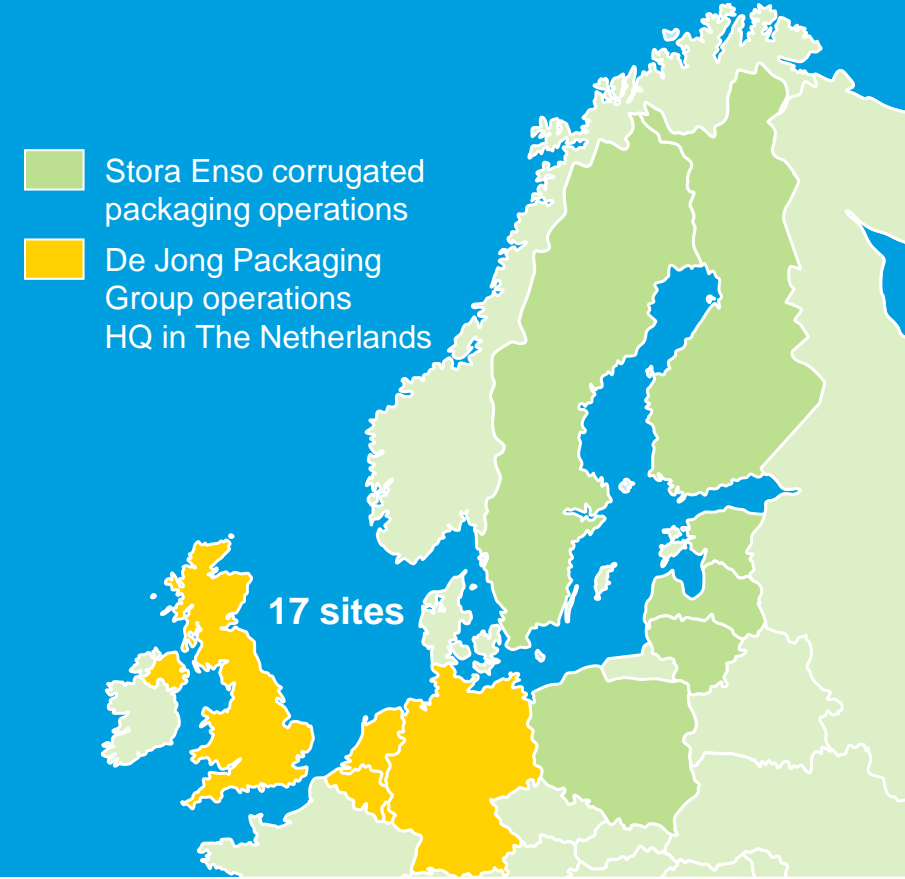 Stora Enso corrugated
packaging operations
De Jong Packaging
Group operations
HQ in The Netherlands
17 sites